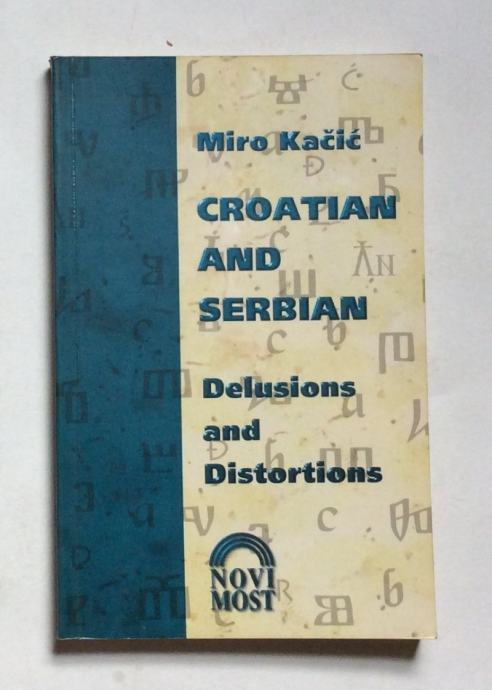 Miro Kačić
CROATIAN
AND
SERBIAN
Delusions
and
Distortions
NOVI
MOST